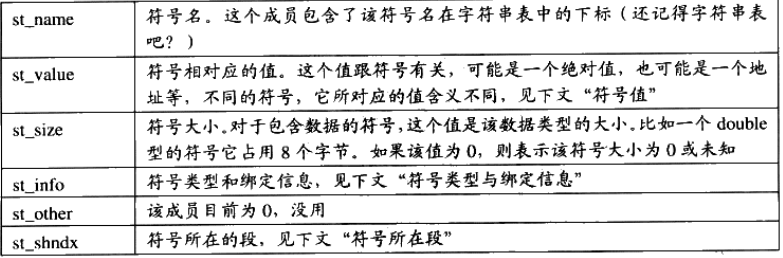 st_name 符号名。这个成员包含了该符号名在字符串表中的下标（还记得字符串表
吧？）
st_value 符号相对应的值。这个值跟符号有关，可能是一个绝对值，也可能是一个地
址等，不同的符号，它所对应的值含义不同，见下文“符号值”
st_size 符号大小。对于包含数据的符号，这个值是该数据类型的大小。比如一个 double
型的符号它占用 8 个字节。如果该值为 0，则表示该符号大小为 0 或未知
st_info 符号类型和绑定信息，见下文“符号类型与绑定信息”
st_other 该成员目前为 0，没用
st_shndx 符号所在的段，见下文“符号所在段”